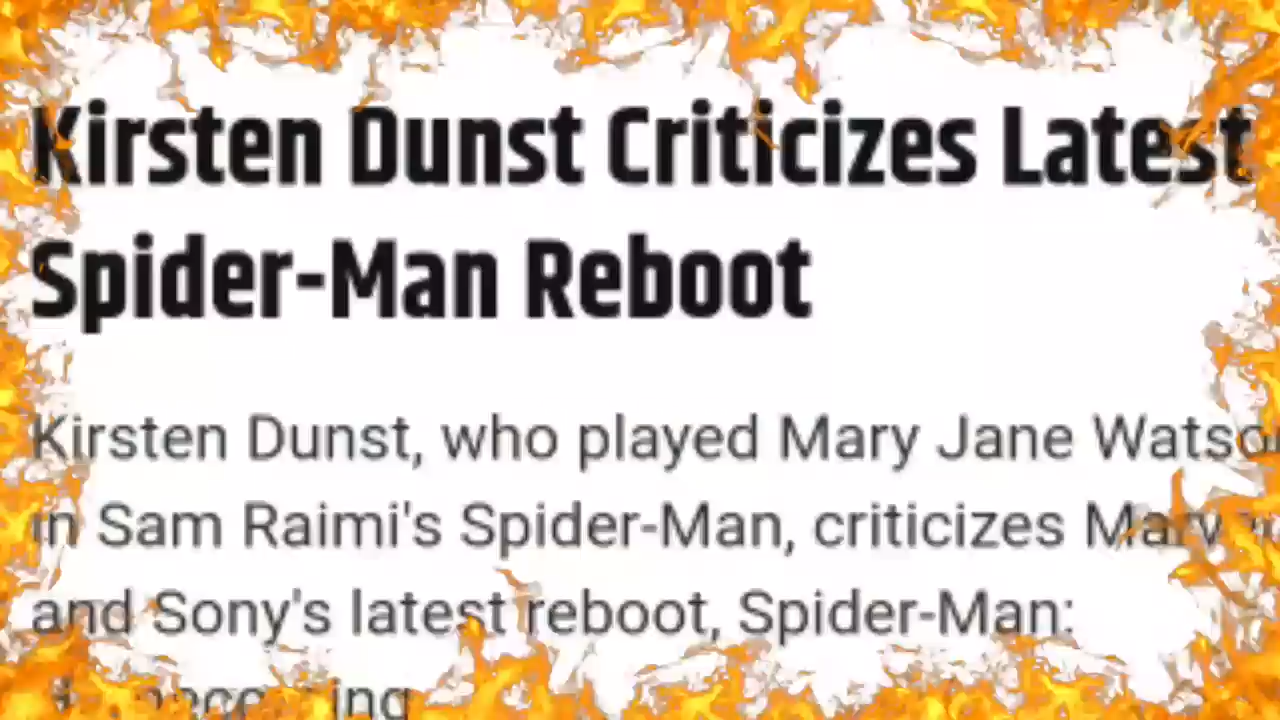 Kirsten Dunst Criticizes Latest
Spider-Man Reboot
Kirsten Dunst, who played Mary Jane Watso
in Sam Raimi's Spider-Man, criticizes
and Sony's latest reboot, Spider-Man: